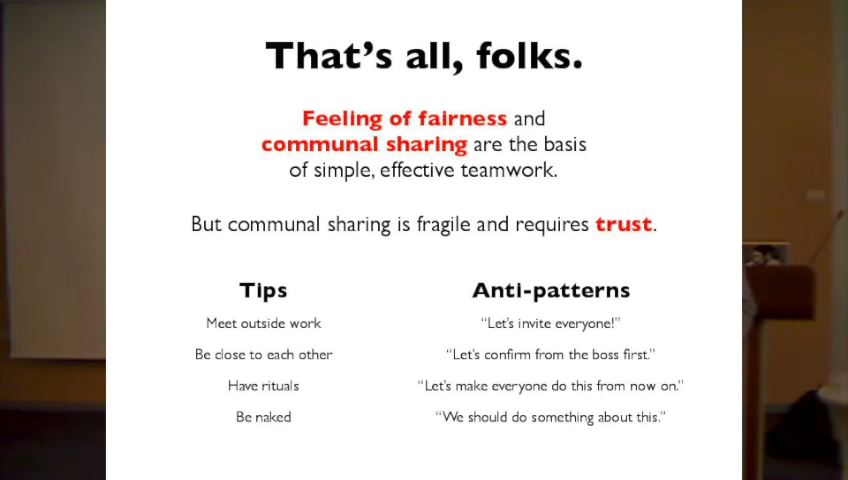 That's all, folks.
Feeling of fairness and
communal sharing are the basis
of simple, effective teamwork.
But communal sharing is fragile and requires trust.
Tips
Anti-patterns
Meet outside work
"Let's invite everyone!"
Be close to each other
"Let's confirm from the boss first."
Have rituals
"Let's make everyone do this from now on."
Be naked
"We should do something about this."